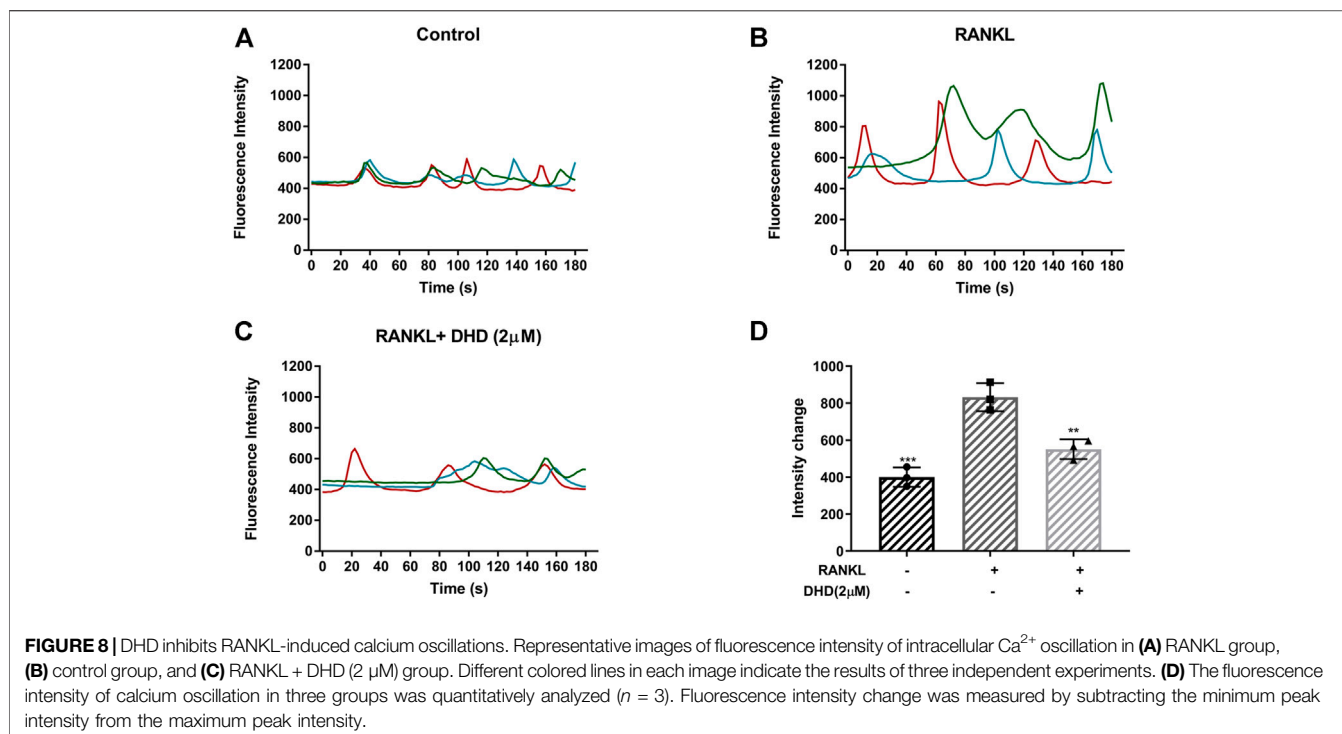 A
Control
Fluorescence Intensity
1200
1000
800
600
400
200
0
0 20 40 60 80 100 120 140 160 180
Time (s)
B
RANKL
Fluorescence Intensity
1200
1000
800
600
400
200
0
0 20 40 60 80 100 120 140 160 180
Time (s)
C
RANKL+ DHD (2μM)
Fluorescence Intensity
1200
1000
800
600
400
200
0
0 20 40 60 80 100 120 140 160 180
Time (s)
D
Intensity change
1000
800
600
400
200
0
***
**
RANKL - + +
DHD(2μM) - - +
FIGURE 8 | DHD inhibits RANKL-induced calcium oscillations. Representative images of fluorescence intensity of intracellular Ca²⁺ oscillation in (A) RANKL group,
(B) control group, and (C) RANKL + DHD (2 μM) group. Different colored lines in each image indicate the results of three independent experiments. (D) The fluorescence
intensity of calcium oscillation in three groups was quantitatively analyzed (n = 3). Fluorescence intensity change was measured by subtracting the minimum peak
intensity from the maximum peak intensity.